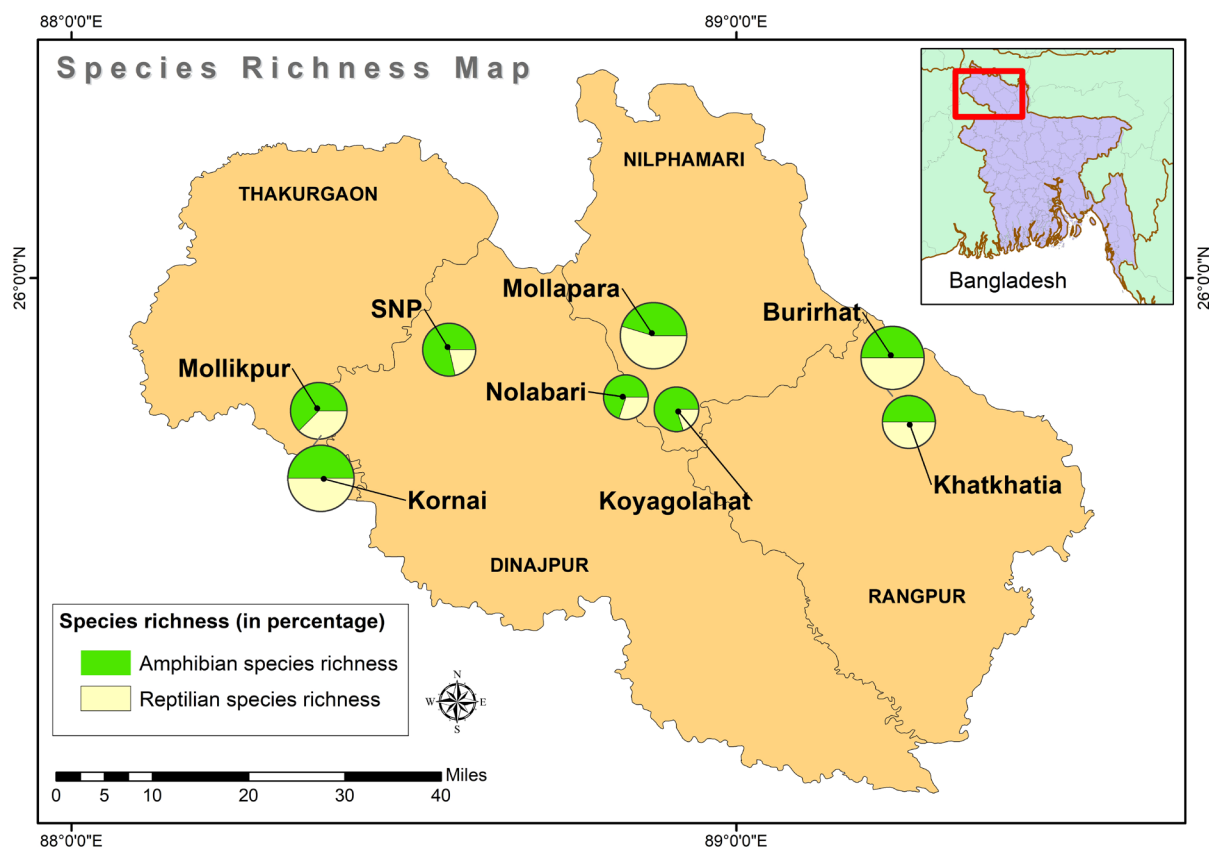 88°0'0"E
89°0'0"E
Species Richness Map
NILPHAMARI
THAKURGAON
26°0'0"N
26°0'0"N
Bangladesh
Mollapara
SNP
Burirhat
Mollikpur
Nolabari
Khatkhatia
Kornai
Koyagolahat
DINAJPUR
RANGPUR
Species richness (in percentage)
Amphibian species richness
Reptilian species richness
N
W E
S
Miles
0 5 10 20 30 40
88°0'0"E
89°0'0"E